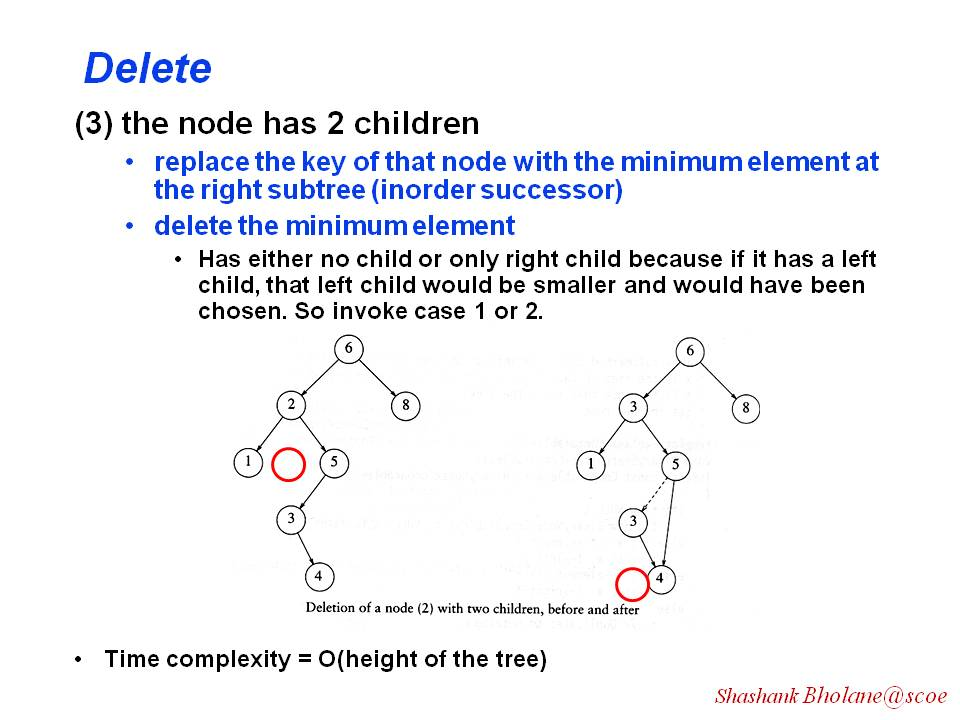 Delete
(3) the node has 2 children
• replace the key of that node with the minimum element at
the right subtree (inorder successor)
• delete the minimum element
• Has either no child or only right child because if it has a left
child, that left child would be smaller and would have been
chosen. So invoke case 1 or 2.
6 6
2 8 3 8
1 5 1 5
3 3
4 4
Deletion of a node (2) with two children, before and after
• Time complexity = O(height of the tree)
Shashank Bholane@scoe